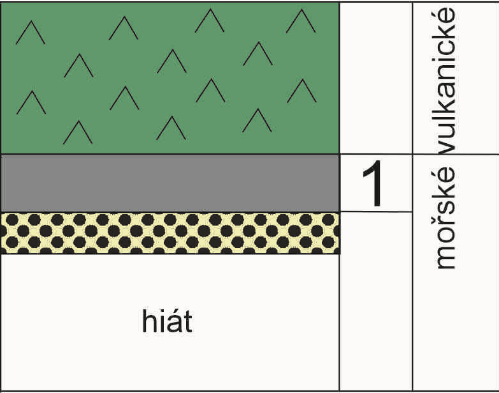 vulkanické
1
mořské
hiát